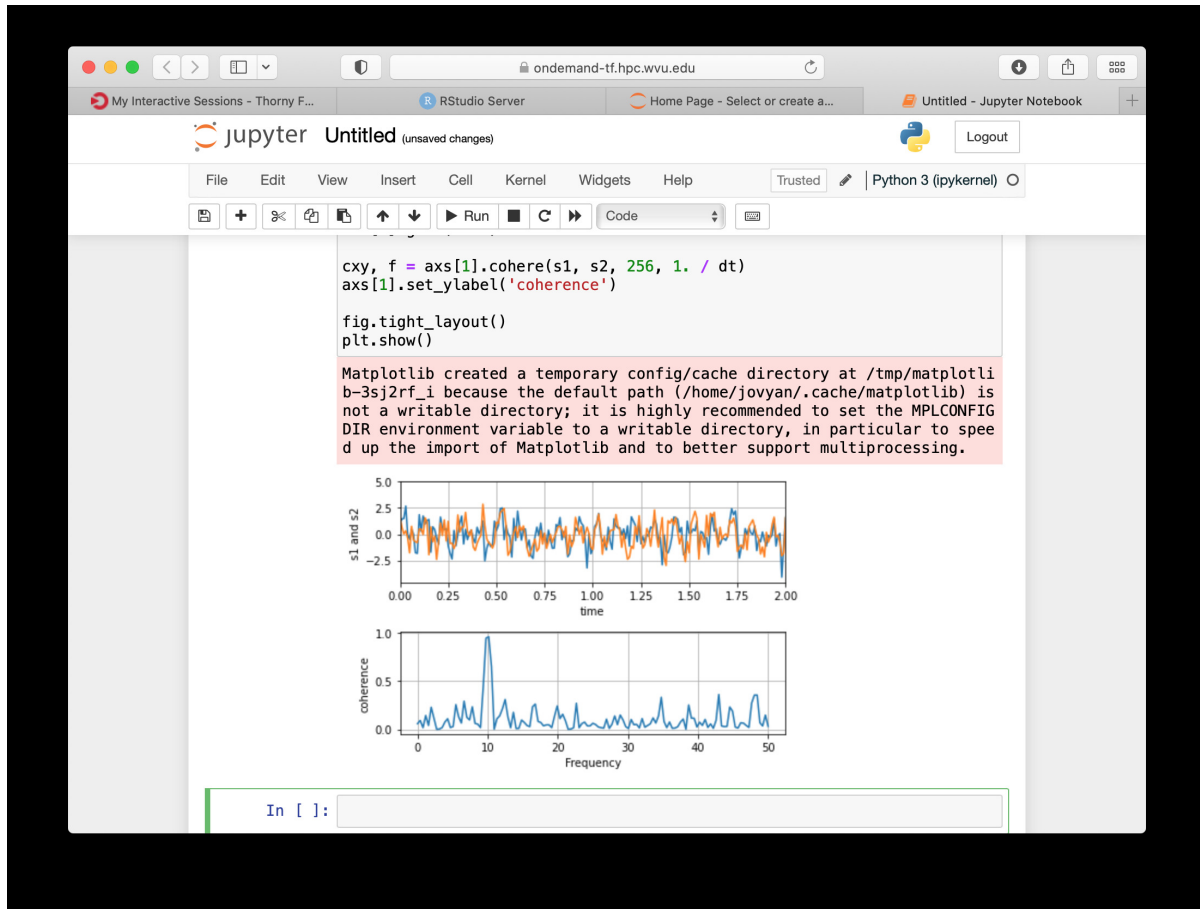 ondemand-tf.hpc.wvu.edu
My Interactive Sessions - Thorny F...
R RStudio Server
Home Page - Select or create a...
Untitled - Jupyter Notebook
jupyter Untitled (unsaved changes)
Logout
File Edit View Insert Cell Kernel Widgets Help Trusted Python 3 (ipykernel)
Run Code
cxy, f = axs[1].cohere(s1, s2, 256, 1. / dt)
axs[1].set_ylabel('coherence')
fig.tight_layout()
plt.show()
Matplotlib created a temporary config/cache directory at /tmp/matplotli
b-3sj2rf_i because the default path (/home/jovyan/.cache/matplotlib) is
not a writable directory; it is highly recommended to set the MPLCONFIG
DIR environment variable to a writable directory, in particular to spee
d up the import of Matplotlib and to better support multiprocessing.
s1 and s2
5.0
2.5
0.0
−2.5
0.00 0.25 0.50 0.75 1.00 1.25 1.50 1.75 2.00
time
coherence
1.0
0.5
0.0
0 10 20 30 40 50
Frequency
In [ ]: